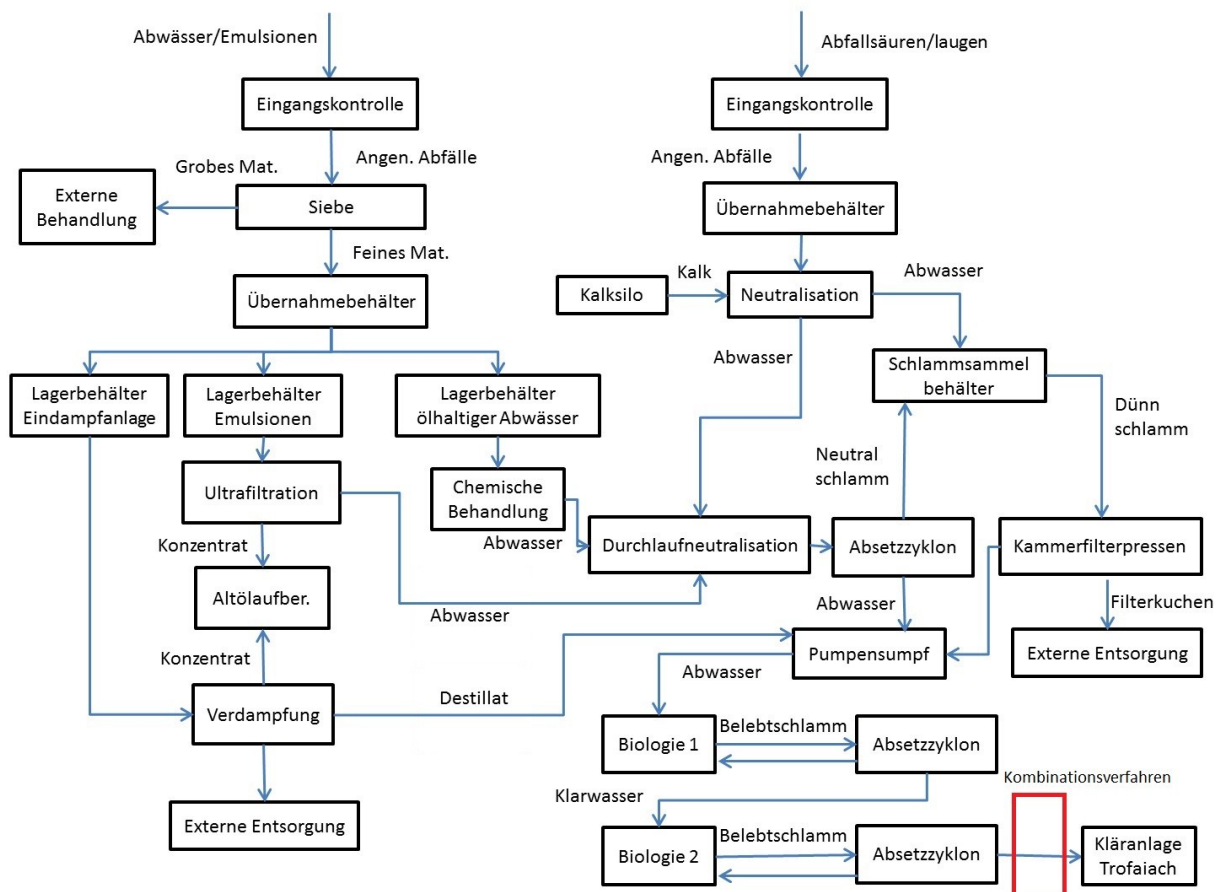 Abwässer/Emulsionen
Abfallsäuren/laugen
Eingangskontrolle
Eingangskontrolle
Grobes Mat.
Angen. Abfälle
Angen. Abfälle
Externe
Behandlung
Siebe
Übernahmebehälter
Feines Mat.
Übernahmebehälter
Kalksilo
Kalk
Neutralisation
Abwasser
Abwasser
Lagerbehälter
Eindampfanlage
Lagerbehälter
Emulsionen
Lagerbehälter
ölhaltiger Abwässer
Schlammsammel
behälter
Dünn
schlamm
Neutral
schlamm
Ultrafiltration
Chemische
Behandlung
Abwasser
Durchlaufneutralisation
Absetzzyklon
Kammerfilterpressen
Konzentrat
Altölaufber.
Abwasser
Abwasser
Filterkuchen
Konzentrat
Pumpensumpf
Externe Entsorgung
Verdampfung
Destillat
Abwasser
Biologie 1
Belebtschlamm
Absetzzyklon
Kombinationsverfahren
Klarwasser
Externe Entsorgung
Biologie 2
Belebtschlamm
Absetzzyklon
Kläranlage
Trofaiach